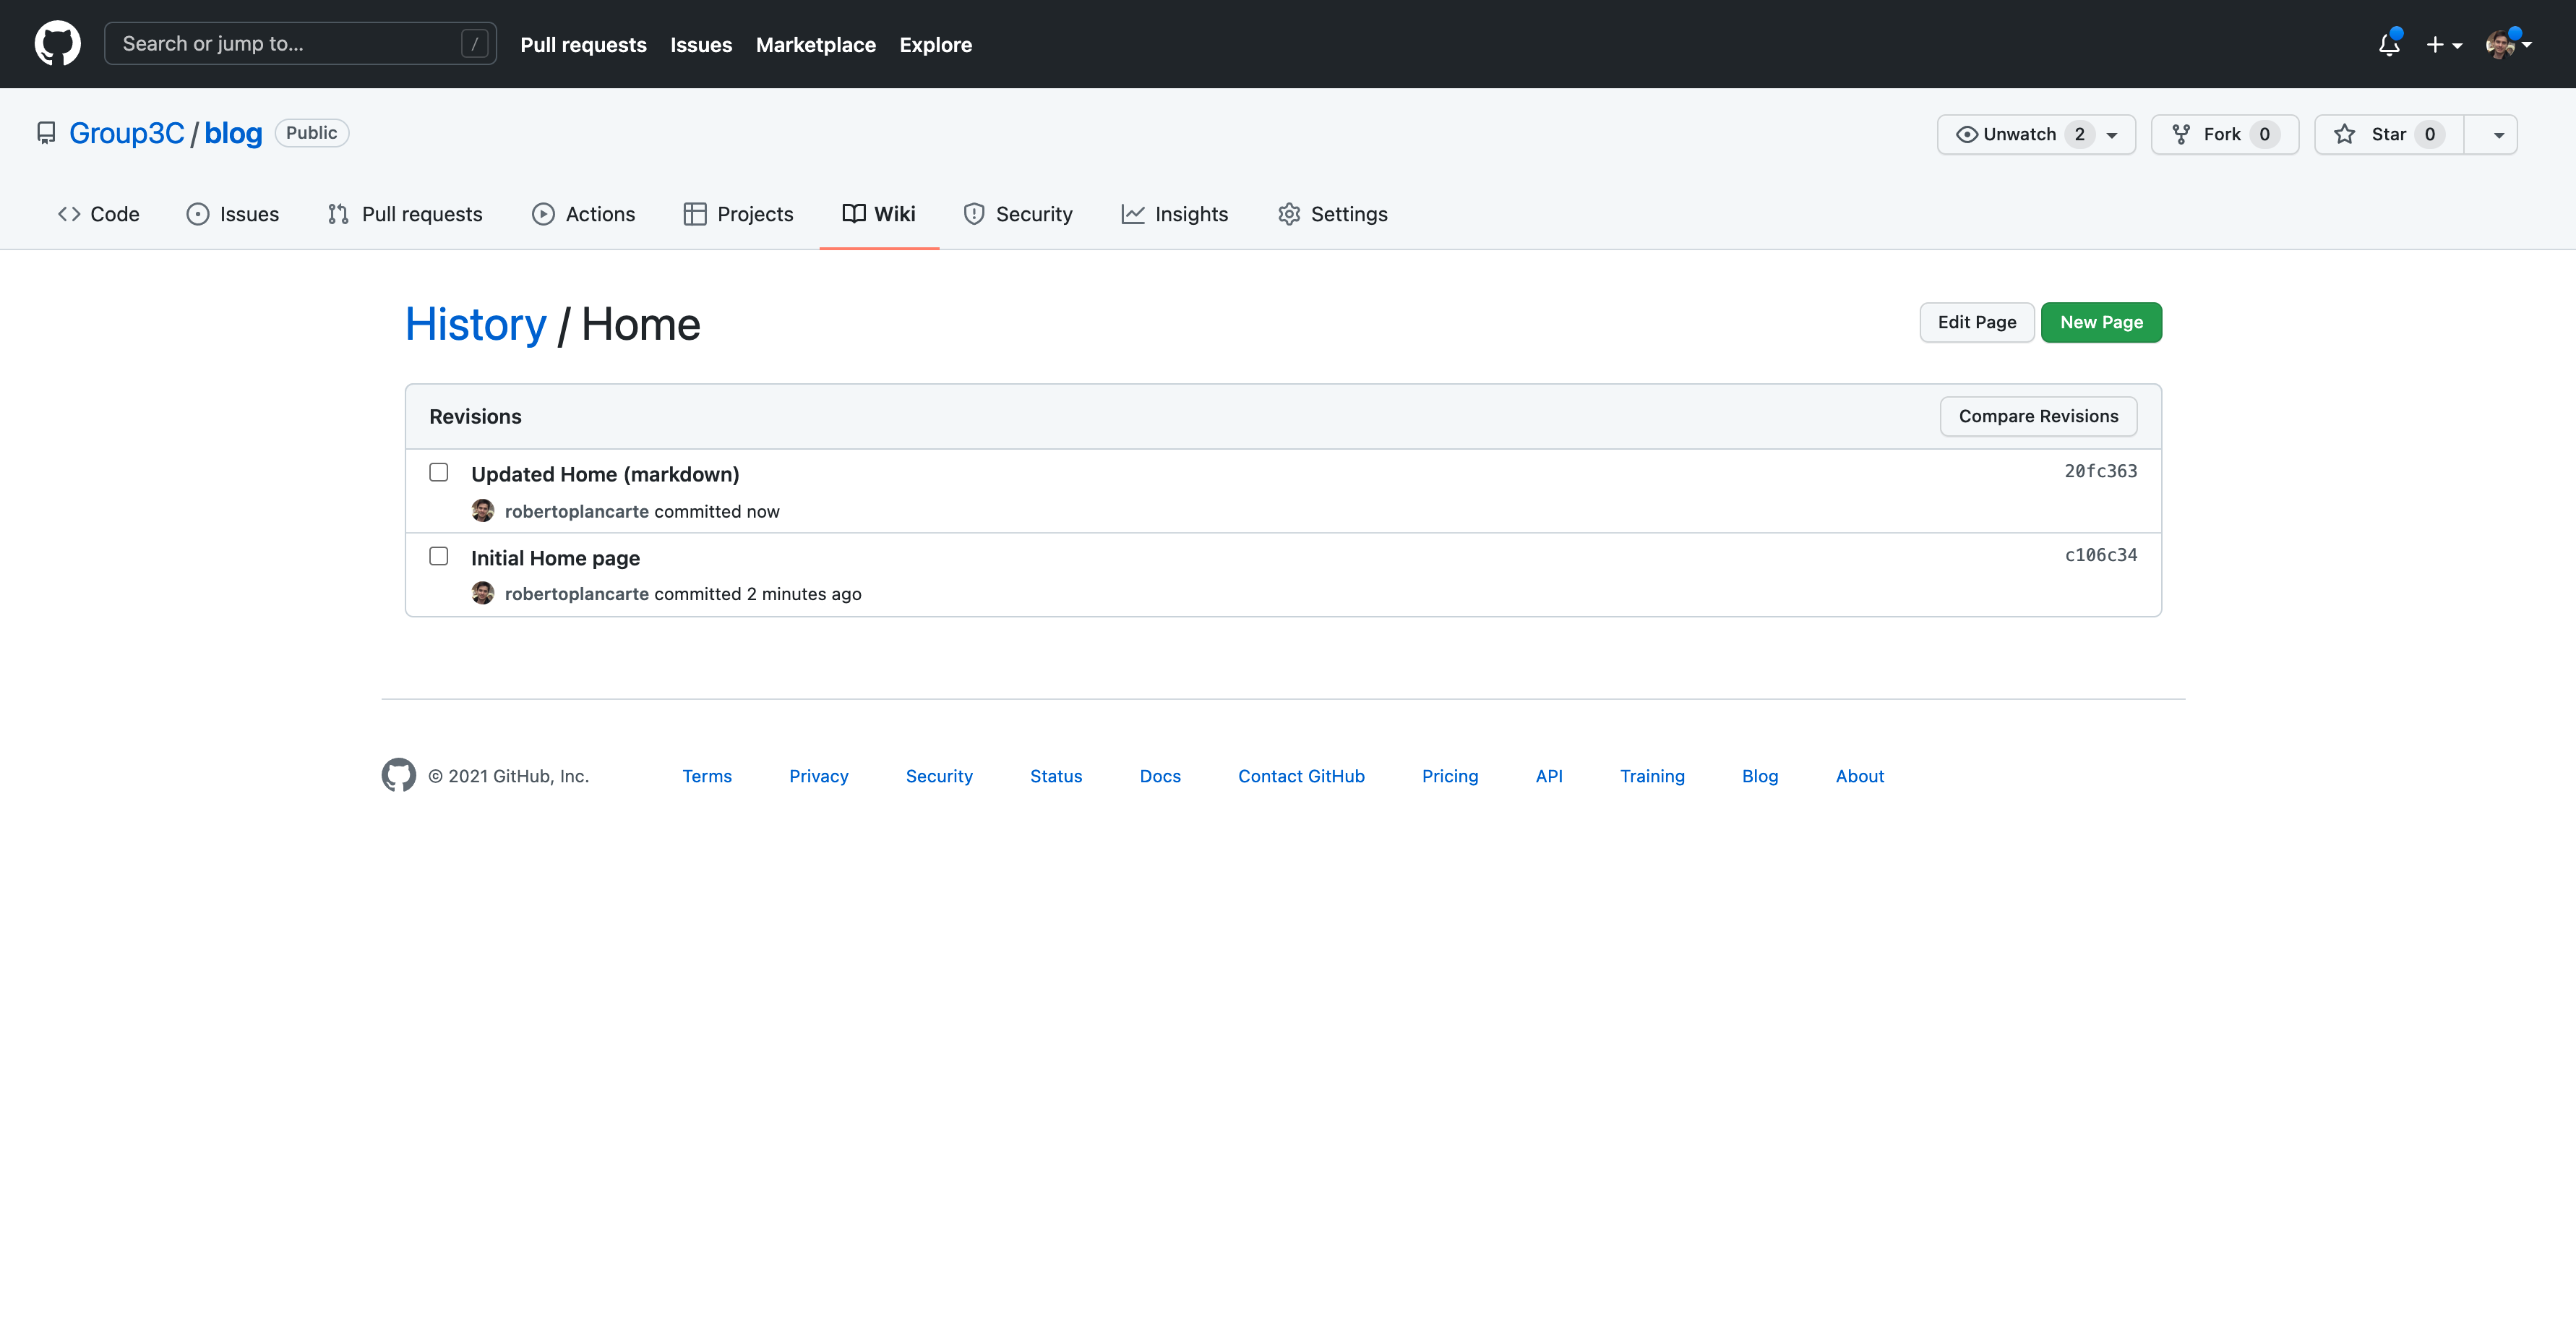 Search or jump to... / Pull requests Issues Marketplace Explore
Group3C / blog Public Unwatch 2 Fork 0 Star 0
Code Issues Pull requests Actions Projects Wiki Security Insights Settings
History / Home Edit Page New Page
Revisions Compare Revisions
Updated Home (markdown) 20fc363
robertoplancarte committed now
Initial Home page c106c34
robertoplancarte committed 2 minutes ago
© 2021 GitHub, Inc. Terms Privacy Security Status Docs Contact GitHub Pricing API Training Blog About